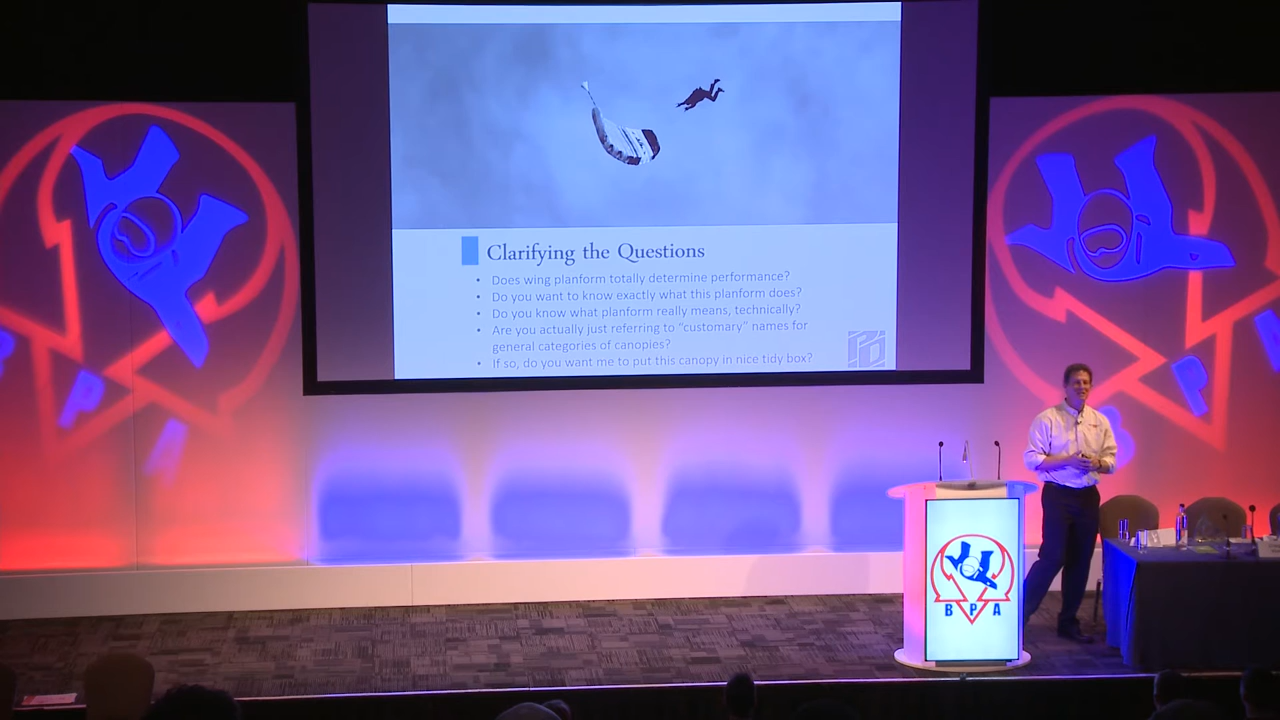 Clarifying the Questions
• Does wing planform totally determine performance?
• Do you want to know exactly what this planform does?
• Do you know what planform really means, technically?
• Are you actually just referring to “customary” names for
general categories of canopies?
• If so, do you want me to put this canopy in nice tidy box?
PD
P
P
B P A